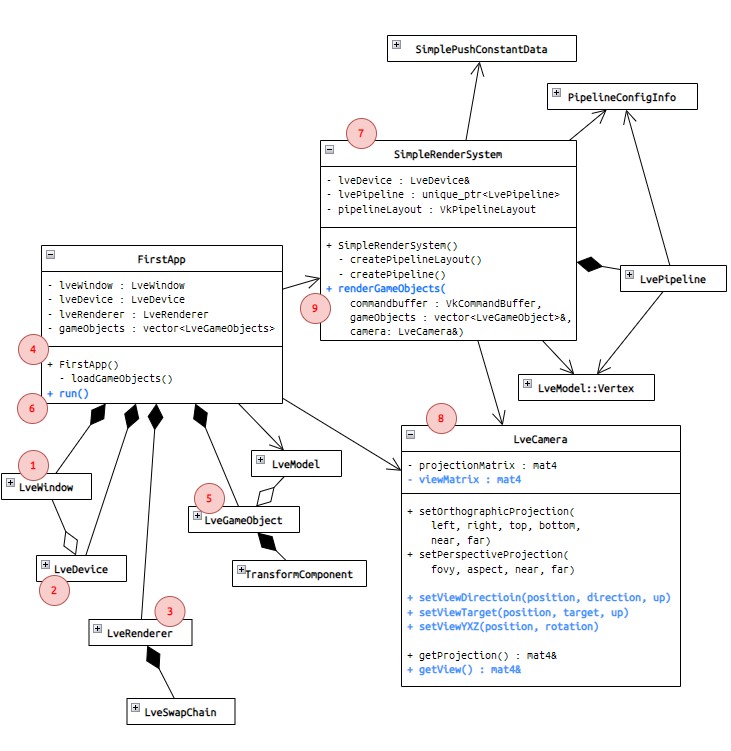 SimplePushConstantData
PipelineConfigInfo
7
SimpleRenderSystem
- lveDevice : LveDevice&
- lvePipeline : unique_ptr<LvePipeline>
- pipelineLayout : VkPipelineLayout
+ SimpleRenderSystem()
- createPipelineLayout()
- createPipeline()
+ renderGameObjects(
commandbuffer : VkCommandBuffer,
gameObjects : vector<LveGameObject>&,
camera: LveCamera&)
9
FirstApp
- lveWindow : LveWindow
- lveDevice : LveDevice
- lveRenderer : LveRenderer
- gameObjects : vector<LveGameObjects>
4
+ FirstApp()
- loadGameObjects()
+ run()
6
LvePipeline
LveModel::Vertex
8
LveCamera
- projectionMatrix : mat4
- viewMatrix : mat4
+ setOrthographicProjection(
left, right, top, bottom,
near, far)
+ setPerspectiveProjection(
fovy, aspect, near, far)
+ setViewDirectioin(position, direction, up)
+ setViewTarget(position, target, up)
+ setViewYXZ(position, rotation)
+ getProjection() : mat4&
+ getView() : mat4&
1
LveWindow
LveModel
5
LveGameObject
LveDevice
2
TransformComponent
3
LveRenderer
LveSwapChain